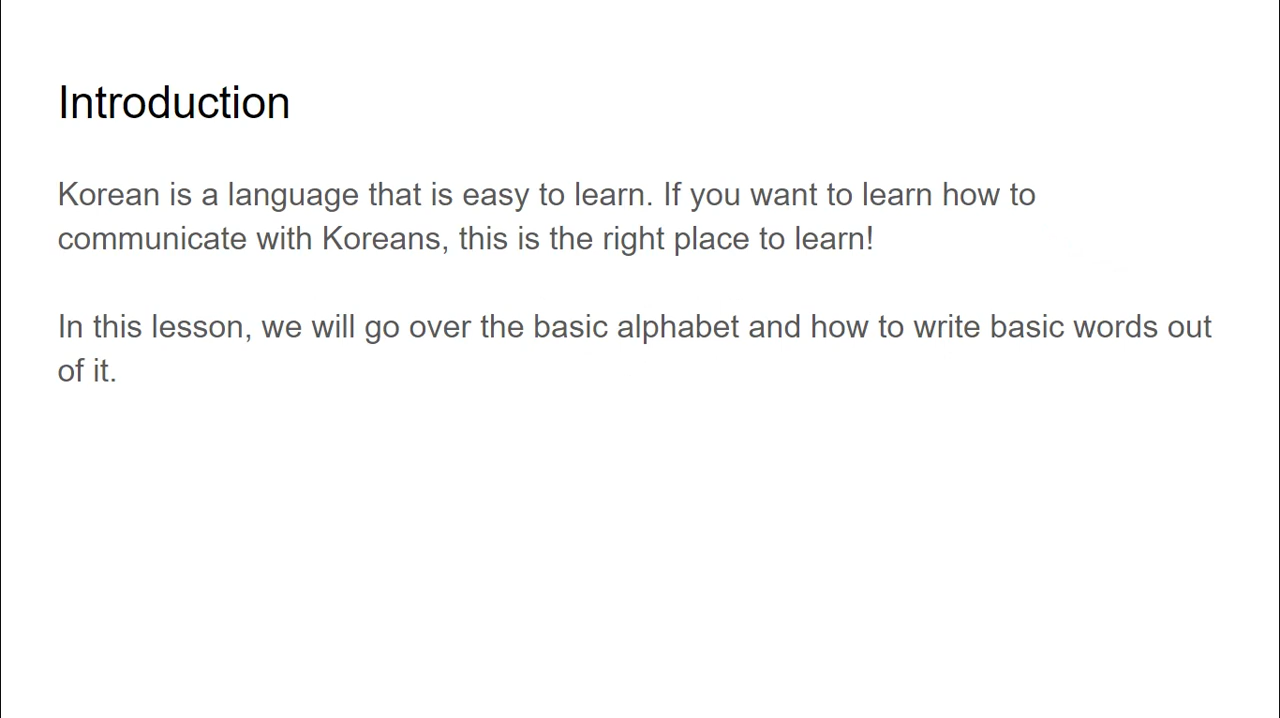 Introduction
Korean is a language that is easy to learn. If you want to learn how to
communicate with Koreans, this is the right place to learn!
In this lesson, we will go over the basic alphabet and how to write basic words out
of it.